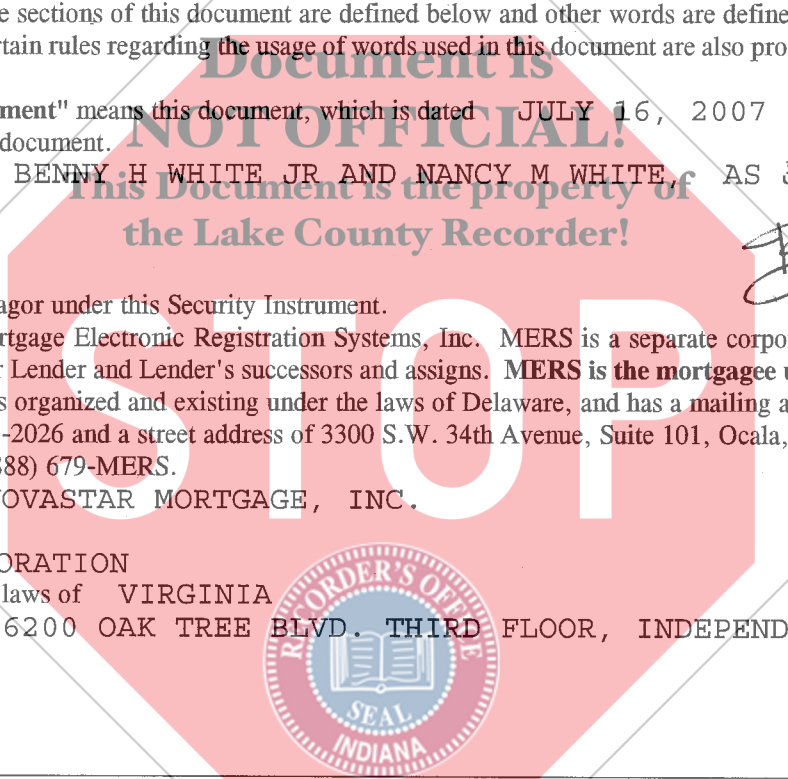 e sections of this document are defined below and other words are define
rtain rules regarding the usage of words used in this document are also pro
Document is
ment" means this document, which is dated JULY 16, 2007
NOT OFFICIAL!
document.
BENNY H WHITE JR AND NANCY M WHITE, AS J
This Document is the property of
the Lake County Recorder!
agor under this Security Instrument.
rtgage Electronic Registration Systems, Inc. MERS is a separate corpo
r Lender and Lender's successors and assigns. MERS is the mortgagee u
s organized and existing under the laws of Delaware, and has a mailing a
-2026 and a street address of 3300 S.W. 34th Avenue, Suite 101, Ocala,
88) 679-MERS.
STOP
OVASTAR MORTGAGE, INC.
ORATION
laws of VIRGINIA
6200 OAK TREE BLVD. THIRD FLOOR, INDEPEND
RECORDER'S OFFICE
SEAL
INDIANA